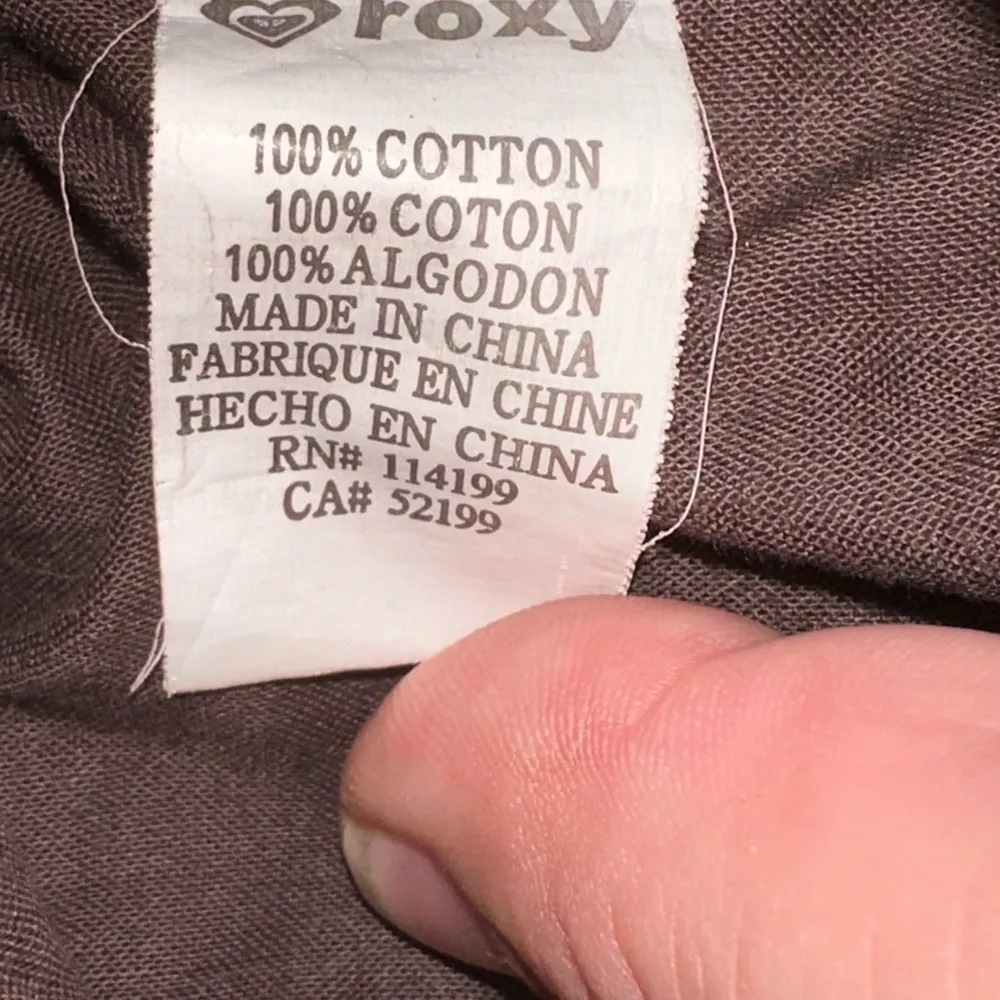 roxy
100% COTTON
100% COTON
100% ALGODON
MADE IN CHINA
FABRIQUE EN CHINE
HECHO EN CHINA
RN# 114199
CA# 52199